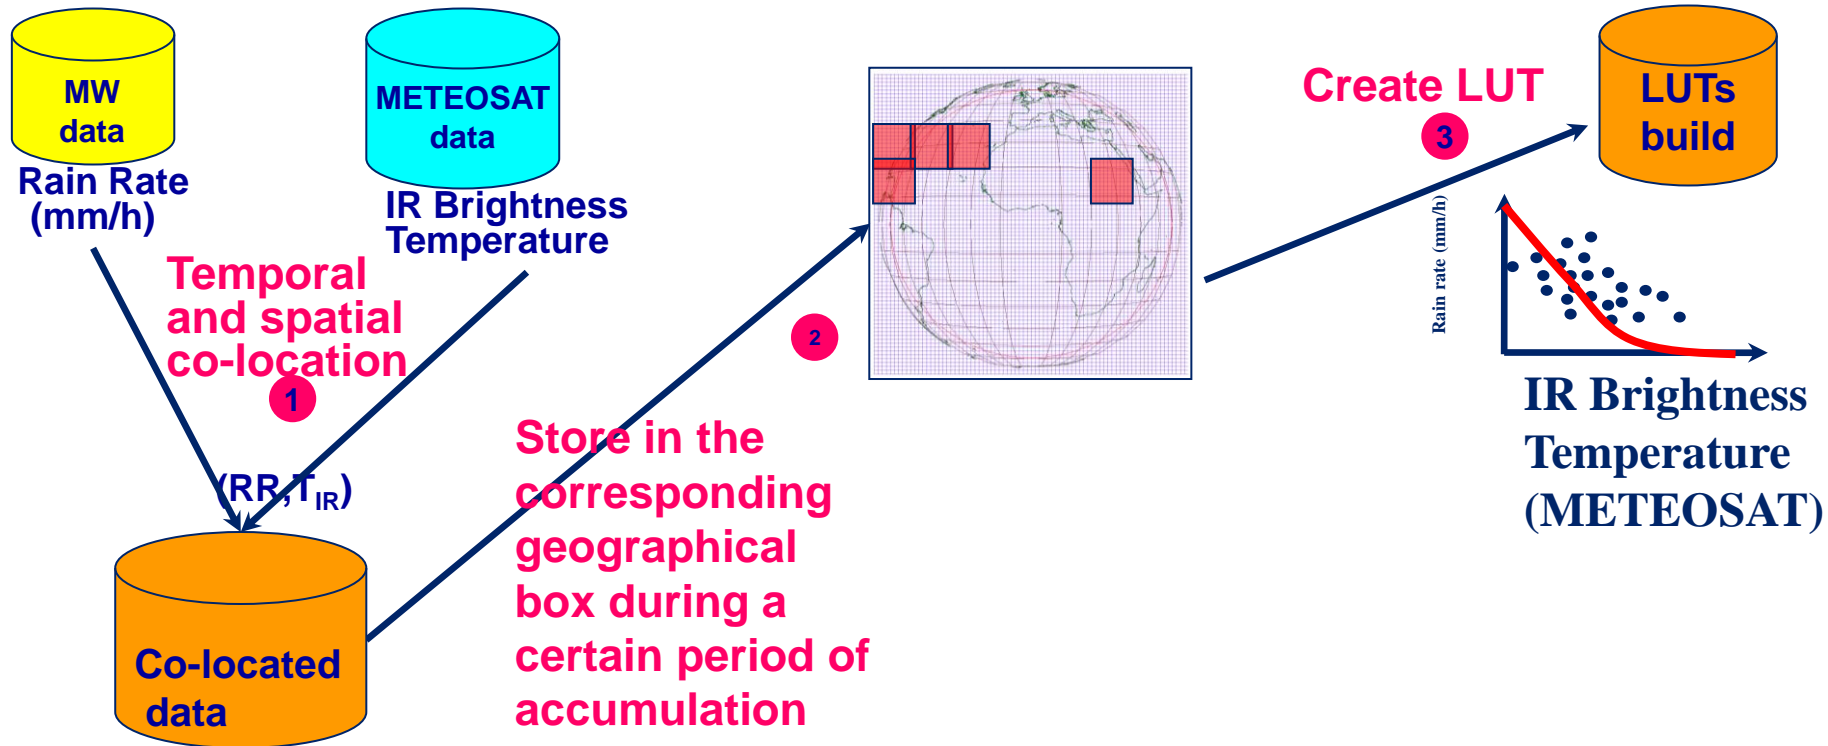 MW
data
Rain Rate
(mm/h)
METEOSAT
data
IR Brightness
Temperature
Temporal
and spatial
co-location
1
(RR,TIR)
Co-located
data
2
Store in the
corresponding
geographical
box during a
certain period of
accumulation
Create LUT
3
LUTs
build
Rain rate (mm/h)
IR Brightness
Temperature
(METEOSAT)